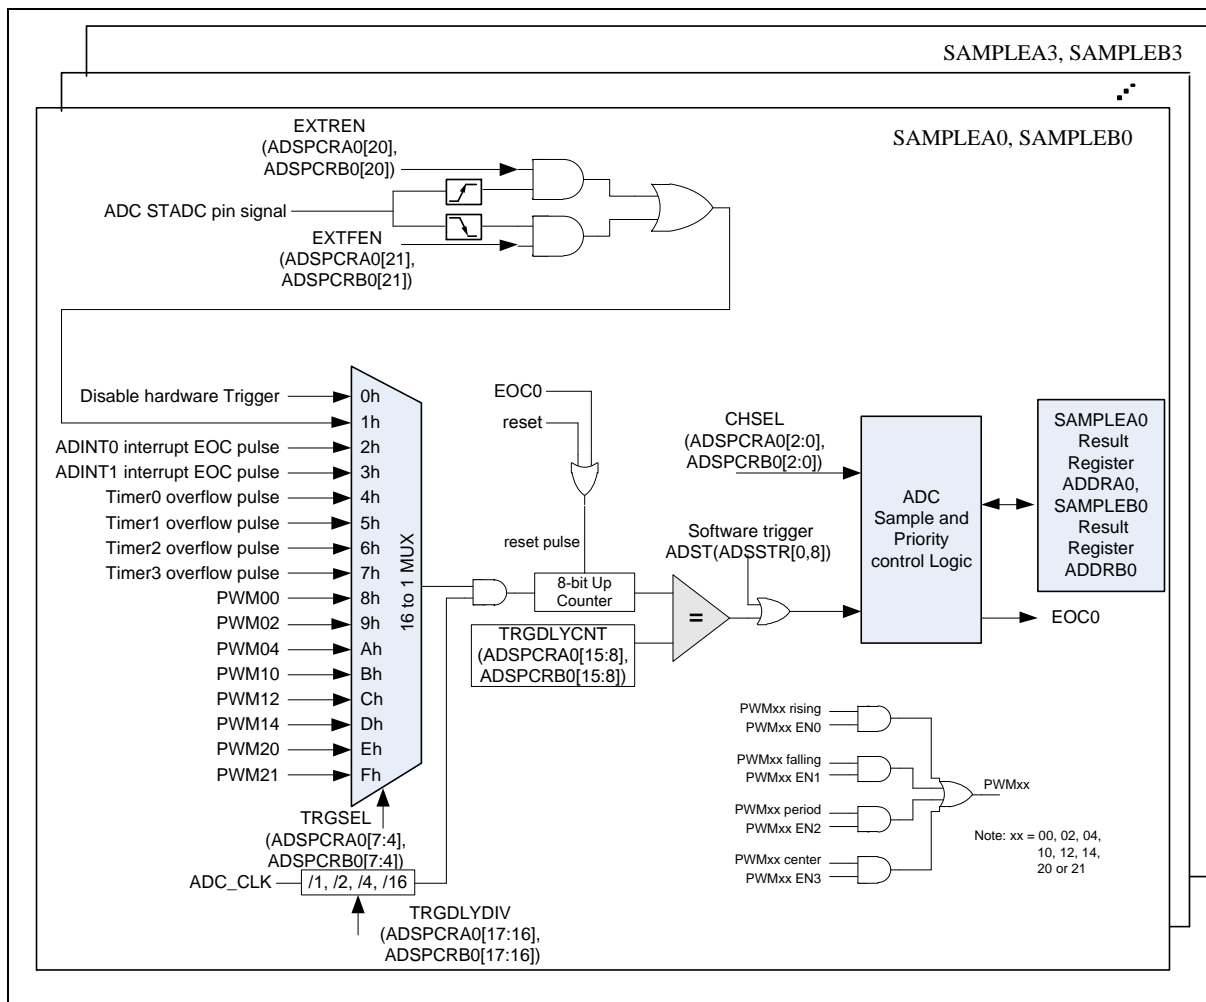 SAMPLEA3, SAMPLEB3
SAMPLEA0, SAMPLEB0
EXTREN
(ADSPCRA0[20],
ADSPCRB0[20])
ADC STADC pin signal
EXTFEN
(ADSPCRA0[21],
ADSPCRB0[21])
Disable hardware Trigger
0h
1h
ADINT0 interrupt EOC pulse
2h
ADINT1 interrupt EOC pulse
3h
Timer0 overflow pulse
4h
Timer1 overflow pulse
5h
Timer2 overflow pulse
6h
Timer3 overflow pulse
7h
PWM00
8h
PWM02
9h
PWM04
Ah
PWM10
Bh
PWM12
Ch
PWM14
Dh
PWM20
Eh
PWM21
Fh
16 to 1 MUX
TRGSEL
(ADSPCRA0[7:4],
ADSPCRB0[7:4])
ADC_CLK
/1, /2, /4, /16
TRGDLYDIV
(ADSPCRA0[17:16],
ADSPCRB0[17:16])
EOC0
reset
reset pulse
8-bit Up
Counter
TRGDLYCNT
(ADSPCRA0[15:8],
ADSPCRB0[15:8])
=
Software trigger
ADST(ADSSTR[0,8])
CHSEL
(ADSPCRA0[2:0],
ADSPCRB0[2:0])
ADC
Sample and
Priority
control Logic
SAMPLEA0
Result
Register
ADDRA0,
SAMPLEB0
Result
Register
ADDRB0
EOC0
PWMxx rising
PWMxx EN0
PWMxx falling
PWMxx EN1
PWMxx period
PWMxx EN2
PWMxx center
PWMxx EN3
PWMxx
Note: xx = 00, 02, 04,
10, 12, 14,
20 or 21